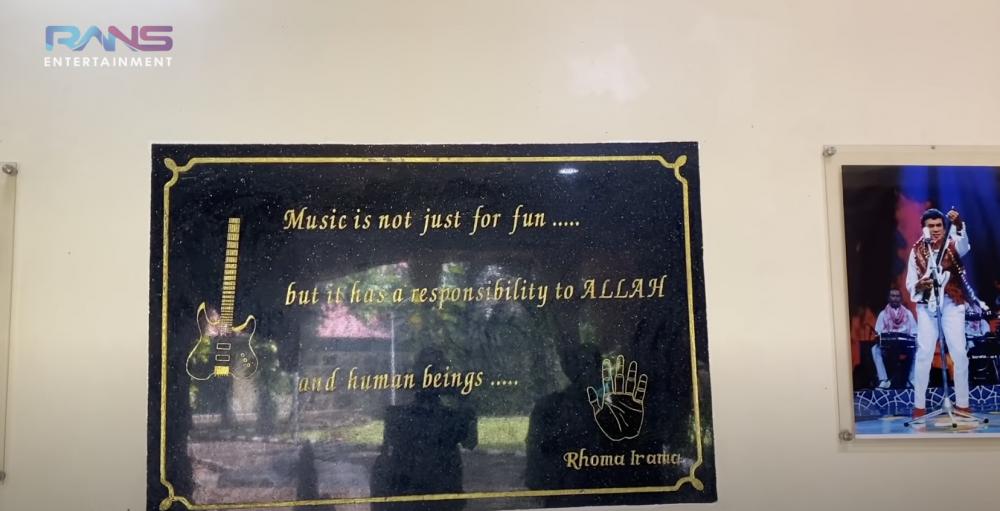 RANS
ENTERTAINMENT
Music is not just for fun .....
but it has a responsibility to ALLAH
and human beings .....
Rhoma Irama